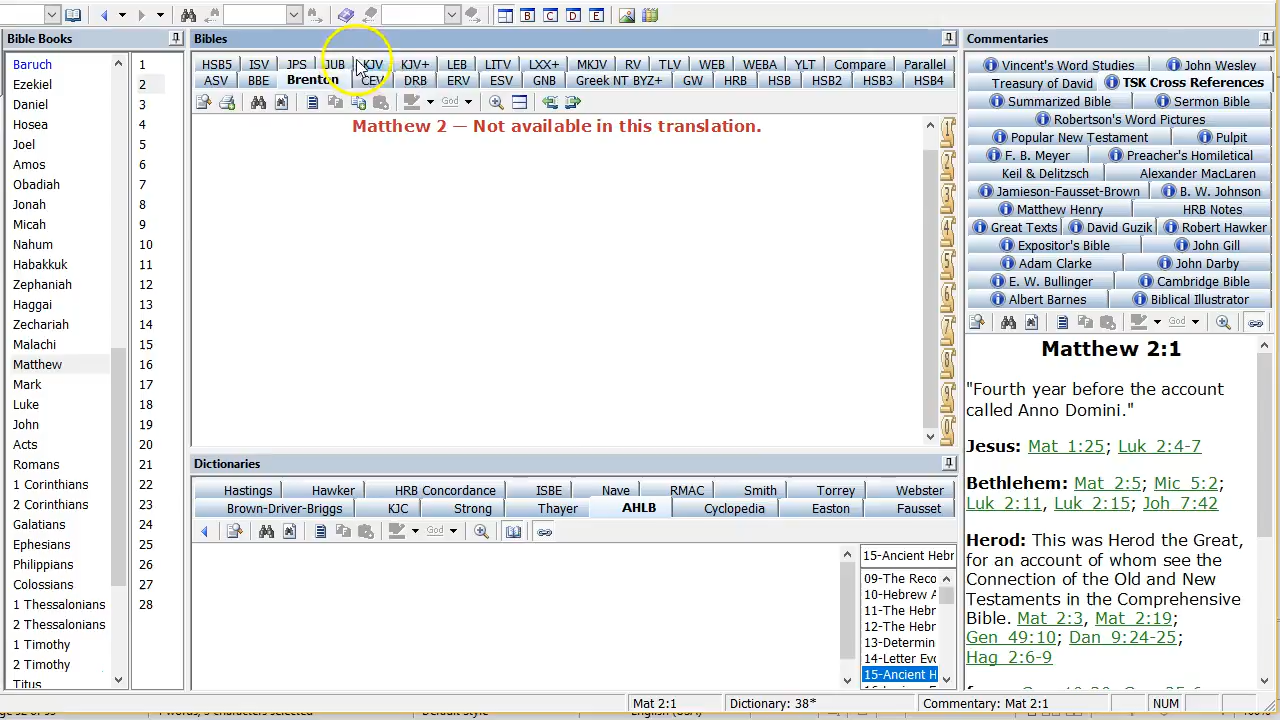 Bible Books
Baruch
Ezekiel
Daniel
Hosea
Joel
Amos
Obadiah
Jonah
Micah
Nahum
Habakkuk
Zephaniah
Haggai
Zechariah
Malachi
Matthew
Mark
Luke
John
Acts
Romans
1 Corinthians
2 Corinthians
Galatians
Ephesians
Philippians
Colossians
1 Thessalonians
2 Thessalonians
1 Timothy
2 Timothy
Titus
1
2
3
4
5
6
7
8
9
10
11
12
13
14
15
16
17
18
19
20
21
22
23
24
25
26
27
28
B C D E
Bibles
HSB5 ISV JPS JUB KJV KJV+ LEB LITV LXX+ MKJV RV TLV WEB WEBA YLT Compare Parallel
ASV BBE Brenton CEV DRB ERV ESV GNB Greek NT BYZ+ GW HRB HSB HSB2 HSB3 HSB4
God
Matthew 2 — Not available in this translation.
1
2
3
4
5
6
7
8
9
0
Dictionaries
Hastings Hawker HRB Concordance ISBE Nave RMAC Smith Torrey Webster
Brown-Driver-Briggs KJC Strong Thayer AHLB Cyclopedia Easton Fausset
God
15-Ancient Hebr
09-The Reco
10-Hebrew A
11-The Hebr
12-The Hebr
13-Determin
14-Letter Evo
15-Ancient H
Commentaries
Vincent's Word Studies John Wesley
Treasury of David TSK Cross References
Summarized Bible Sermon Bible
Robertson's Word Pictures
Popular New Testament Pulpit
F. B. Meyer Preacher's Homiletical
Keil & Delitzsch Alexander MacLaren
Jamieson-Fausset-Brown B. W. Johnson
Matthew Henry HRB Notes
Great Texts David Guzik Robert Hawker
Expositor's Bible John Gill
Adam Clarke John Darby
E. W. Bullinger Cambridge Bible
Albert Barnes Biblical Illustrator
God
Matthew 2:1
"Fourth year before the account
called Anno Domini."
Jesus: Mat 1:25; Luk 2:4-7
Bethlehem: Mat 2:5; Mic 5:2;
Luk 2:11, Luk 2:15; Joh 7:42
Herod: This was Herod the Great,
for an account of whom see the
Connection of the Old and New
Testaments in the Comprehensive
Bible. Mat 2:3, Mat 2:19;
Gen 49:10; Dan 9:24-25;
Hag 2:6-9
Mat 2:1 Dictionary: 38* Commentary: Mat 2:1 NUM